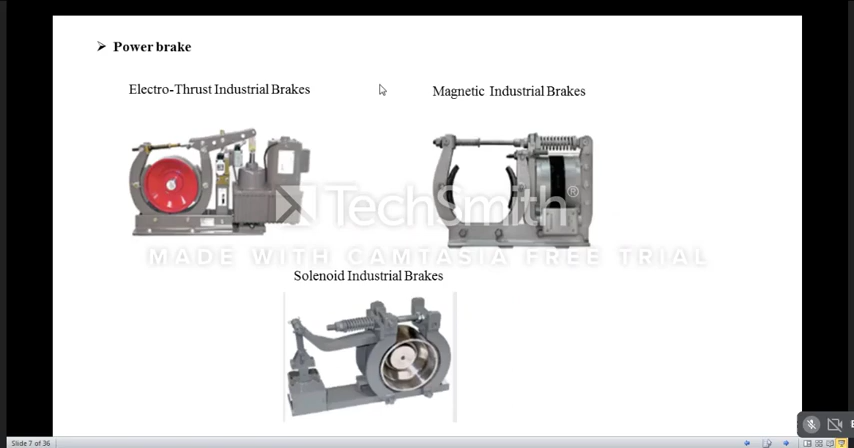 Power brake
Electro-Thrust Industrial Brakes
Magnetic Industrial Brakes
TechSmith®
MADE WITH CAMTASIA FREE TRIAL
Solenoid Industrial Brakes
Slide 7 of 36